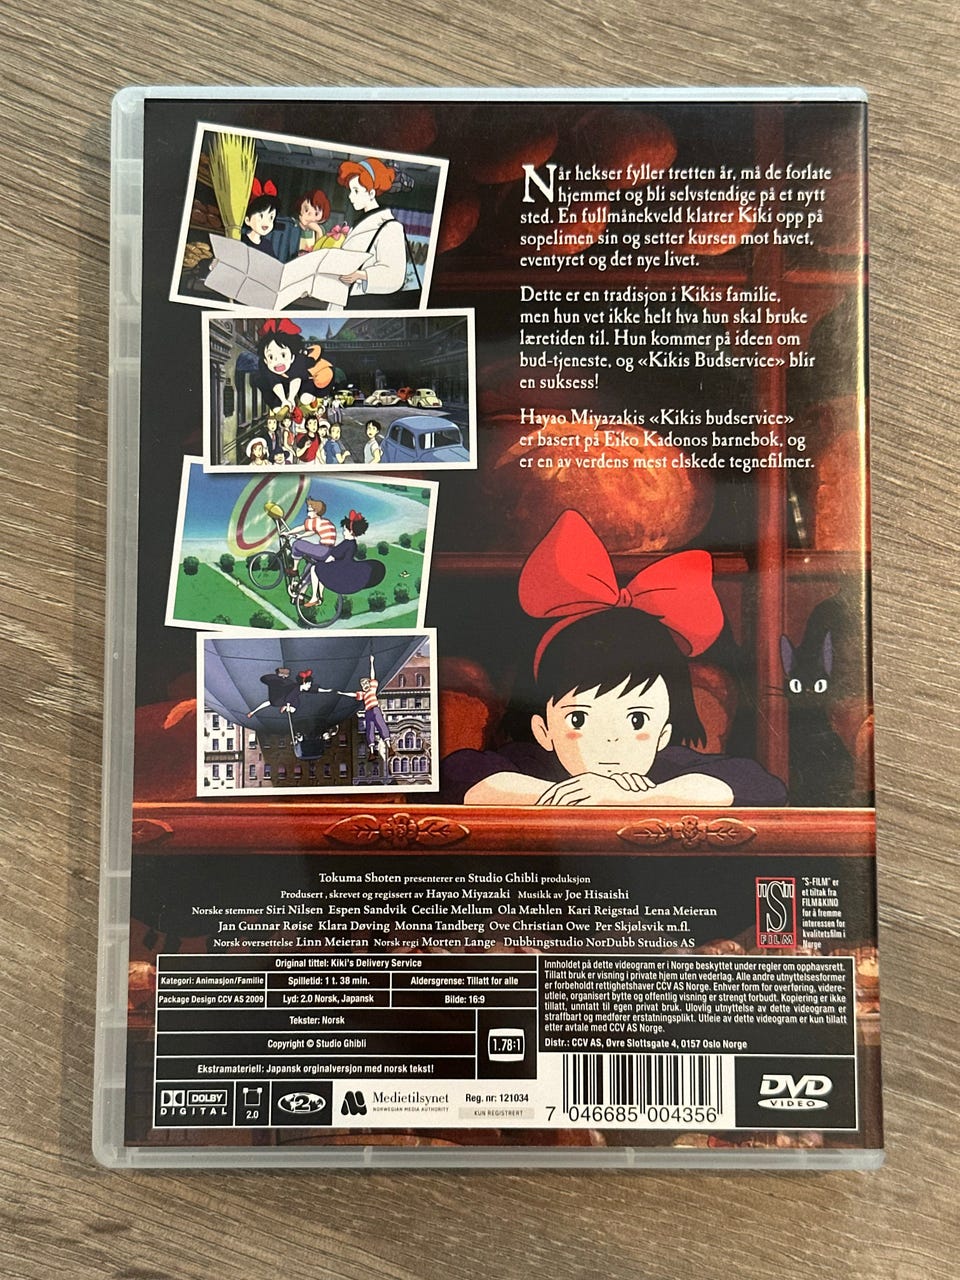 Når hekser fyller tretten år, må de forlate
hjemmet og bli selvstendige på et nytt
sted. En fullmånekveld klatrer Kiki opp på
sopelimen sin og setter kursen mot havet,
eventyret og det nye livet.
Dette er en tradisjon i Kikis familie,
men hun vet ikke helt hva hun skal bruke
læretiden til. Hun kommer på ideen om
bud-tjeneste, og «Kikis Budservice» blir
en suksess!
Hayao Miyazakis «Kikis budservice»
er basert på Eiko Kadonos barnebok, og
er en av verdens mest elskede tegnefilmer.
Tokuma Shoten presenterer en Studio Ghibli produksjon
Produsert, skrevet og regissert av Hayao Miyazaki Musikk av Joe Hisaishi
Norske stemmer Siri Nilsen Espen Sandvik Cecilie Mellum Ola Mæhlen Kari Reigstad Lena Meieran
Jan Gunnar Røise Klara Døving Monna Tandberg Ove Christian Owe Per Skjølsvik m.fl.
Norsk oversettelse Linn Meieran Norsk regi Morten Lange Dubbingstudio NorDubb Studios AS
"S"
FILM
"S-FILM" er
et tiltak fra
FILM&KINO
for å fremme
interessen for
kvalitetsfilm i
Norge
Original tittel: Kiki's Delivery Service
Kategori: Animasjon/Familie Spilletid: 1 t. 38 min. Aldersgrense: Tillatt for alle
Package Design CCV AS 2009 Lyd: 2.0 Norsk, Japansk Bilde: 16:9
Tekster: Norsk
Copyright © Studio Ghibli
Ekstramateriell: Japansk orginalversjon med norsk tekst!
1.78:1
Innholdet på dette videogram er i Norge beskyttet under regler om opphavsrett.
Tillatt bruk er visning i private hjem uten vederlag. Alle andre utnyttelsesformer
er forbeholdt rettighetshaver CCV AS Norge. Enhver form for overføring, videre-
utleie, organisert bytte og offentlig visning er strengt forbudt. Kopiering er ikke
tillatt, unntatt til egen privat bruk. Ulovlig utnyttelse av dette videogram er
straffbart og medfører erstatningsplikt. Utleie av dette videogram er kun tillatt
etter avtale med CCV AS Norge.
Distr.: CCV AS, Øvre Slottsgate 4, 0157 Oslo Norge
DOLBY
DIGITAL
2.0
2
Medietilsynet
NORWEGIAN MEDIA AUTHORITY
Reg. nr: 121034
KUN REGISTRERT
7 046685 004356
DVD
VIDEO